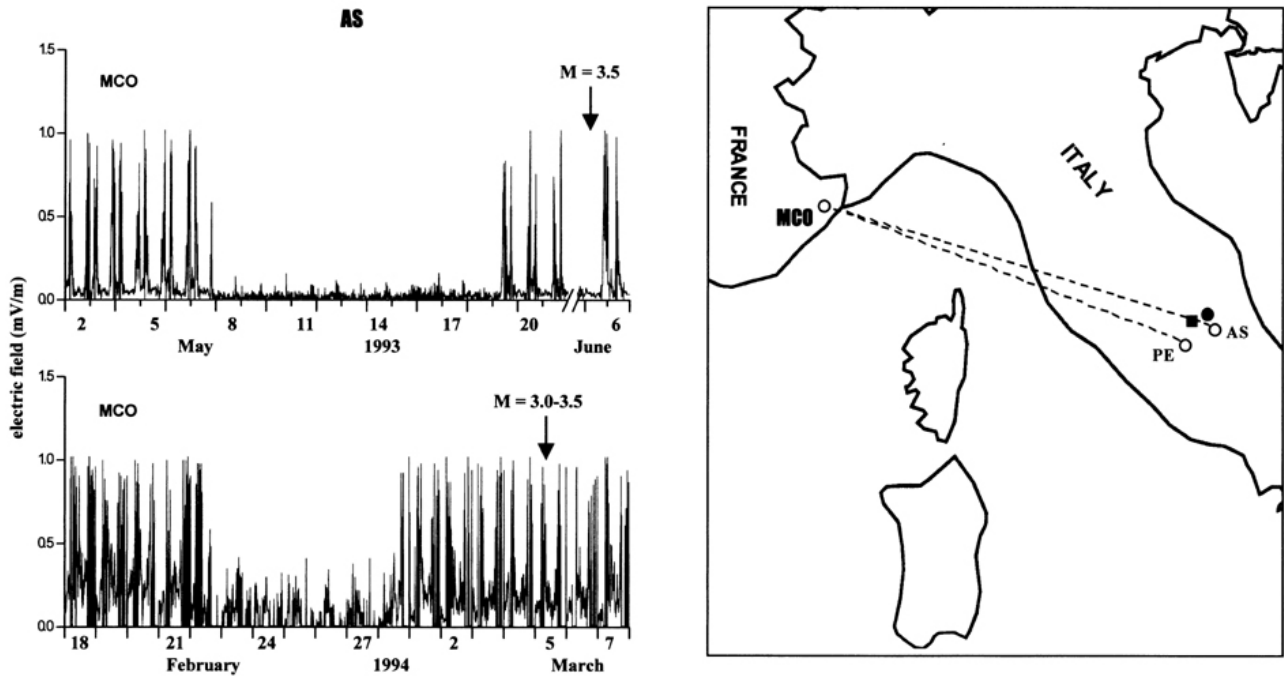 AS
electric field (mV/m)
1.5
MCO
M = 3.5
1.0
0.5
0.0
2 5 8 11 14 17 20 6
May 1993 June
1.5
MCO
M = 3.0-3.5
1.0
0.5
0.0
18 21 24 27 2 5 7
February 1994 March
FRANCE
ITALY
MCO
AS
PE